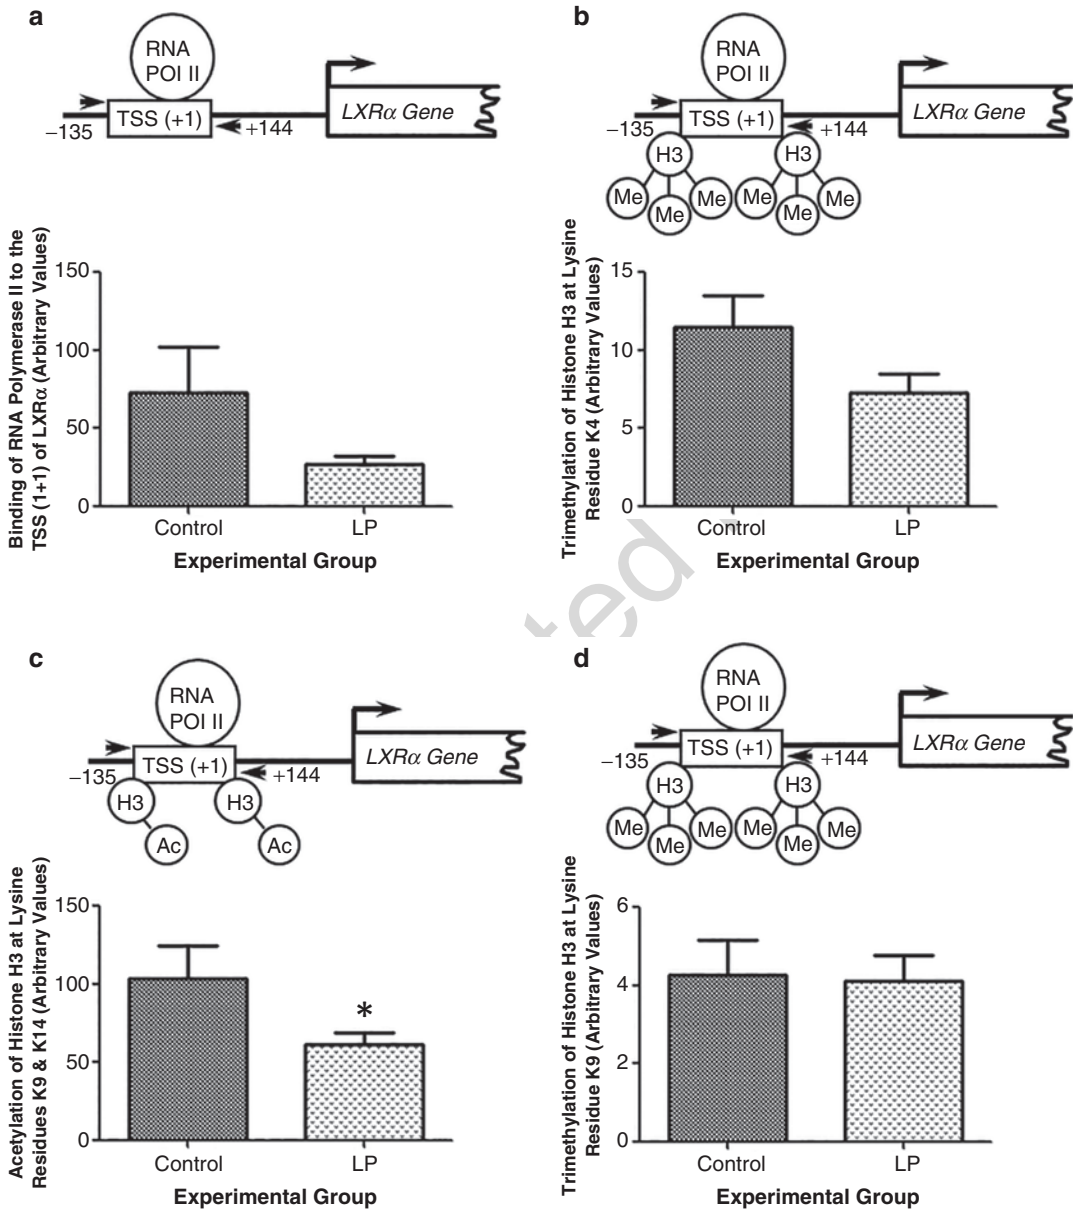 a
RNA
POI II
TSS (+1)
LXRα Gene
−135
+144
Binding of RNA Polymerase II to the
TSS (1+1) of LXRα (Arbitrary Values)
150
100
50
0
Control
LP
Experimental Group
b
RNA
POI II
TSS (+1)
LXRα Gene
−135
+144
H3
H3
Me
Me
Me
Me
Me
Me
Trimethylation of Histone H3 at Lysine
Residue K4 (Arbitrary Values)
15
10
5
0
Control
LP
Experimental Group
c
RNA
POI II
TSS (+1)
LXRα Gene
−135
+144
H3
H3
Ac
Ac
Acetylation of Histone H3 at Lysine
Residues K9 & K14 (Arbitrary Values)
150
100
50
0
*
Control
LP
Experimental Group
d
RNA
POI II
TSS (+1)
LXRα Gene
−135
+144
H3
H3
Me
Me
Me
Me
Me
Me
Trimethylation of Histone H3 at Lysine
Residue K9 (Arbitrary Values)
6
4
2
0
Control
LP
Experimental Group